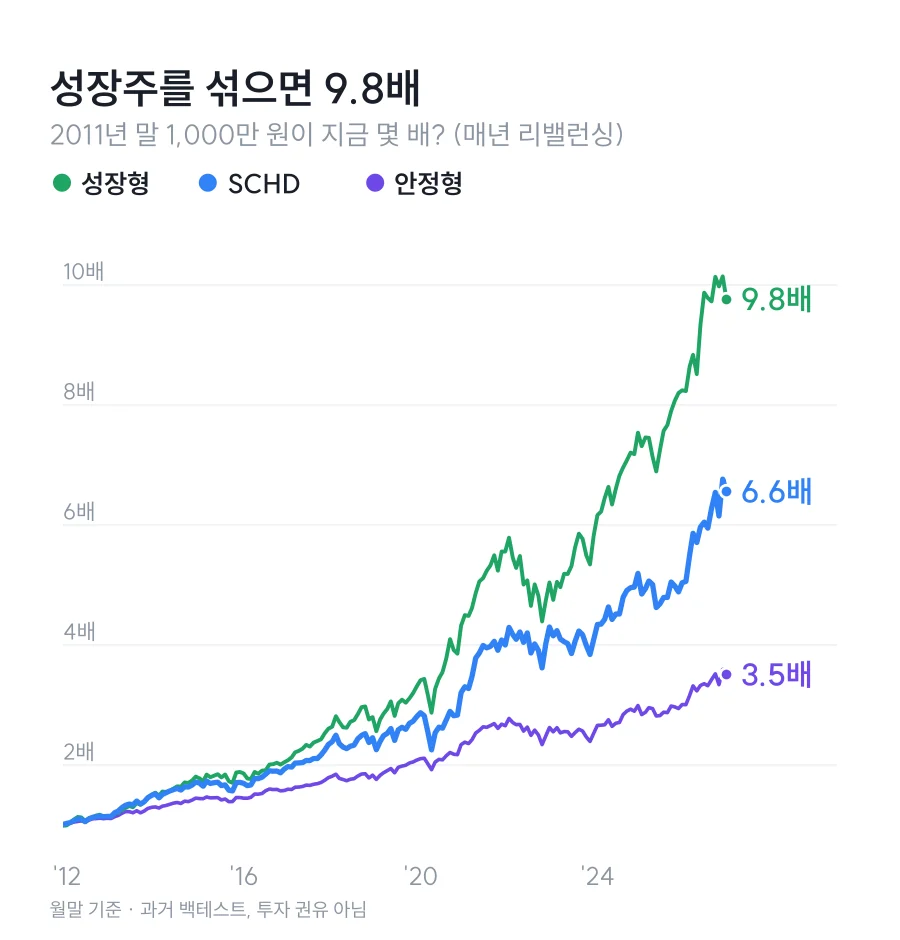 성장주를 섞으면 9.8배
2011년 말 1,000만 원이 지금 몇 배? (매년 리밸런싱)
성장형 SCHD 안정형
10배
9.8배
8배
6.6배
6배
4배
3.5배
2배
'12 '16 '20 '24
월말 기준 · 과거 백테스트, 투자 권유 아님